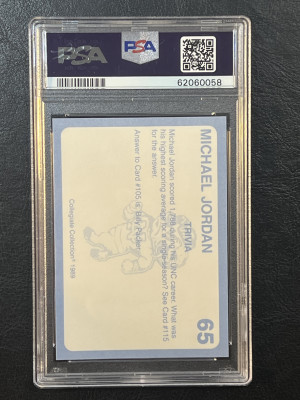 PSA
PSA
62060058
MICHAEL JORDAN
65
TRIVIA
Michael Jordan scored 1,788 during his UNC career. What was
his highest scoring average for a single season? See Card #115
for the answer.
Answer to Card #105 is: Billy
Collegiate Collection® 1989